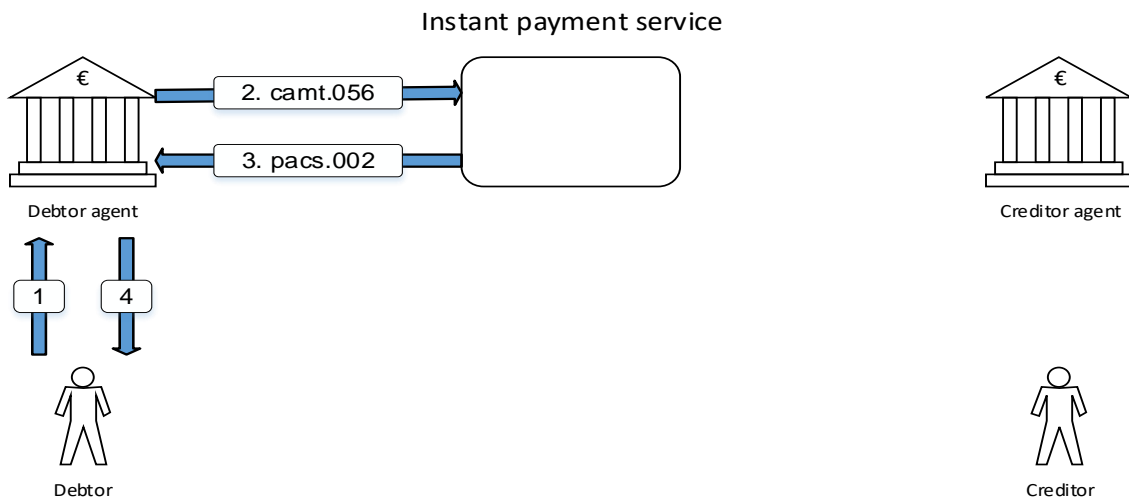 Instant payment service
€
€
2. camt.056
3. pacs.002
Debtor agent
Creditor agent
1
4
Debtor
Creditor